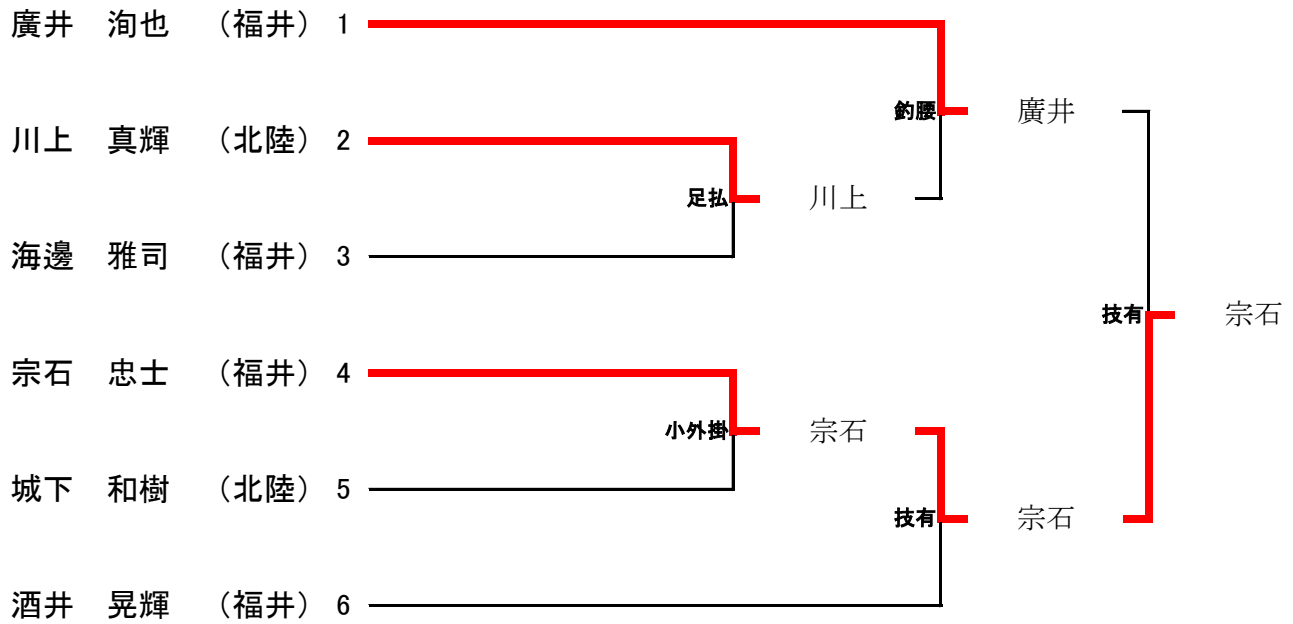 廣井　洵也　（福井）　1
釣腰　廣井
川上　真輝　（北陸）　2
足払　川上
海邊　雅司　（福井）　3
技有　宗石
宗石　忠士　（福井）　4
小外掛　宗石
城下　和樹　（北陸）　5
技有　宗石
酒井　晃輝　（福井）　6